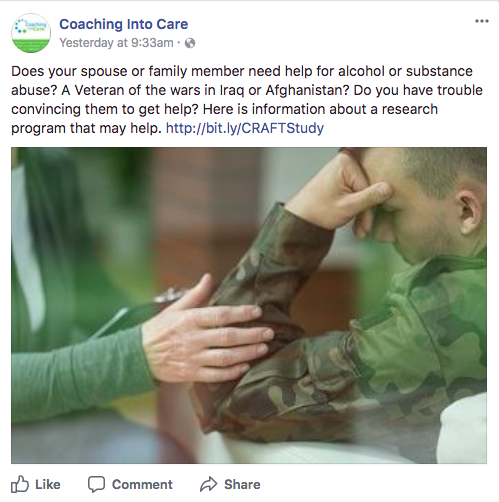 Coaching
Into Care
Coaching Into Care
Yesterday at 9:33am ·
Does your spouse or family member need help for alcohol or substance
abuse? A Veteran of the wars in Iraq or Afghanistan? Do you have trouble
convincing them to get help? Here is information about a research
program that may help. http://bit.ly/CRAFTStudy
Like Comment Share